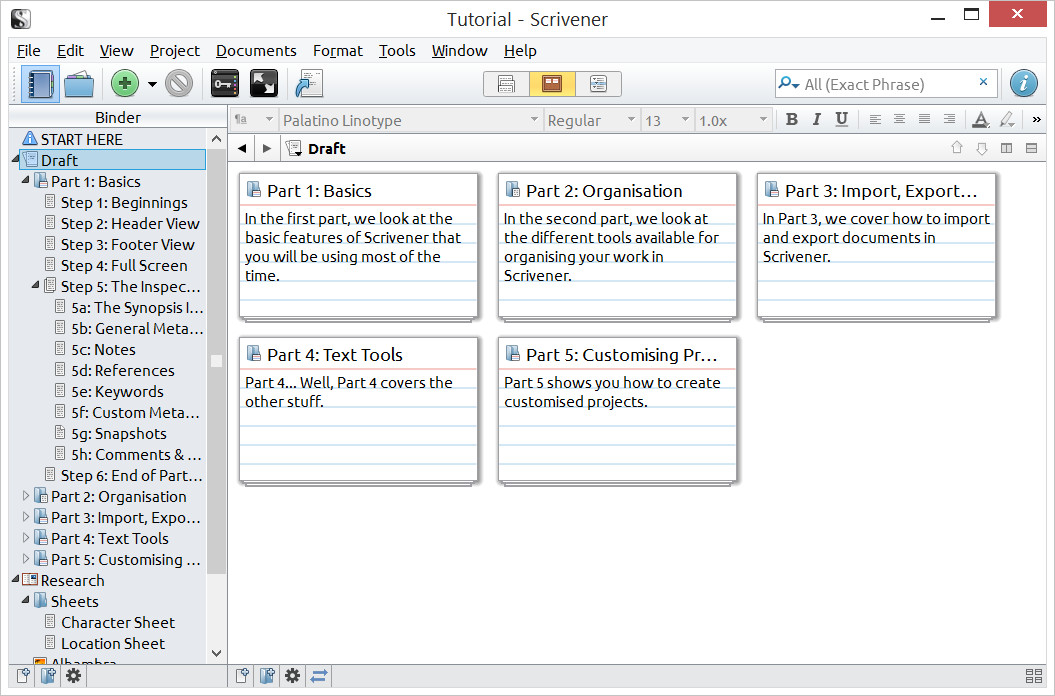 Tutorial - Scrivener
File Edit View Project Documents Format Tools Window Help
All (Exact Phrase)
Binder
Palatino Linotype Regular 13 1.0x B I U A
START HERE
Draft
Part 1: Basics
Step 1: Beginnings
Step 2: Header View
Step 3: Footer View
Step 4: Full Screen
Step 5: The Inspec...
5a: The Synopsis I...
5b: General Meta...
5c: Notes
5d: References
5e: Keywords
5f: Custom Meta...
5g: Snapshots
5h: Comments & ...
Step 6: End of Part...
Part 2: Organisation
Part 3: Import, Expo...
Part 4: Text Tools
Part 5: Customising ...
Research
Sheets
Character Sheet
Location Sheet
Alhambra
Draft
Part 1: Basics
In the first part, we look at the
basic features of Scrivener that
you will be using most of the
time.
Part 2: Organisation
In the second part, we look at
the different tools available for
organising your work in
Scrivener.
Part 3: Import, Export...
In Part 3, we cover how to import
and export documents in
Scrivener.
Part 4: Text Tools
Part 4... Well, Part 4 covers the
other stuff.
Part 5: Customising Pr...
Part 5 shows you how to create
customised projects.